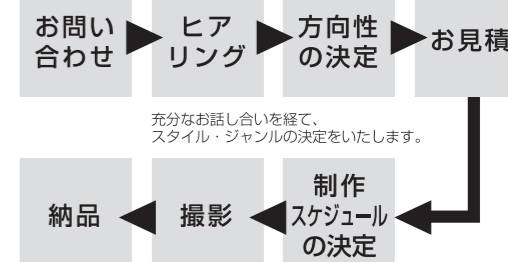 お問い
合わせ
ヒア
リング
方向性
の決定
お見積
充分なお話し合いを経て、
スタイル・ジャンルの決定をいたします。
制作
スケジュール
の決定
撮影
納品